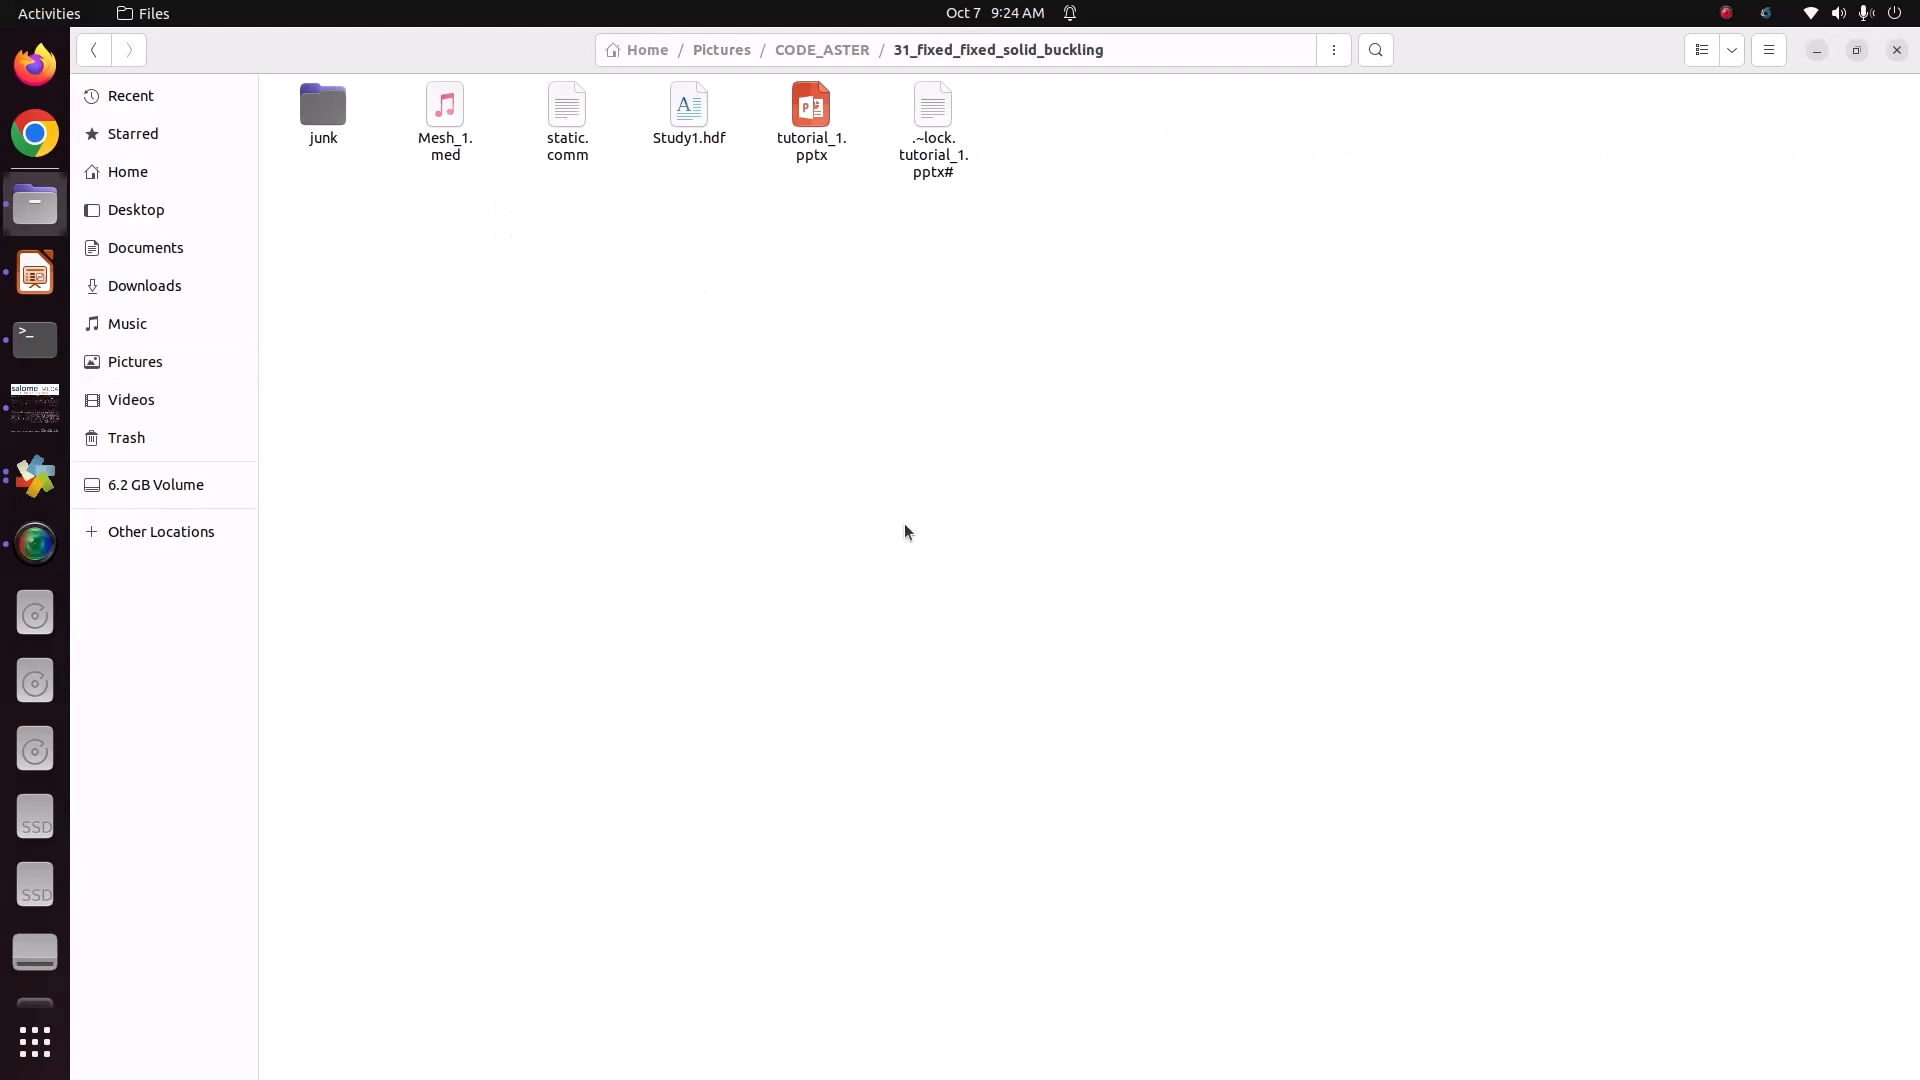 Activities
Files
Oct 7 9:24 AM
Home / Pictures / CODE_ASTER / 31_fixed_fixed_solid_buckling
Recent
Starred
Home
Desktop
Documents
Downloads
Music
Pictures
Videos
Trash
6.2 GB Volume
+ Other Locations
junk
Mesh_1.
med
static.
comm
Study1.hdf
tutorial_1.
pptx
.~lock.
tutorial_1.
pptx#
>_
salome
SSD
SSD